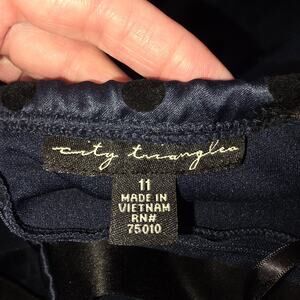 city triangles
11
MADE IN
VIETNAM
RN#
75010